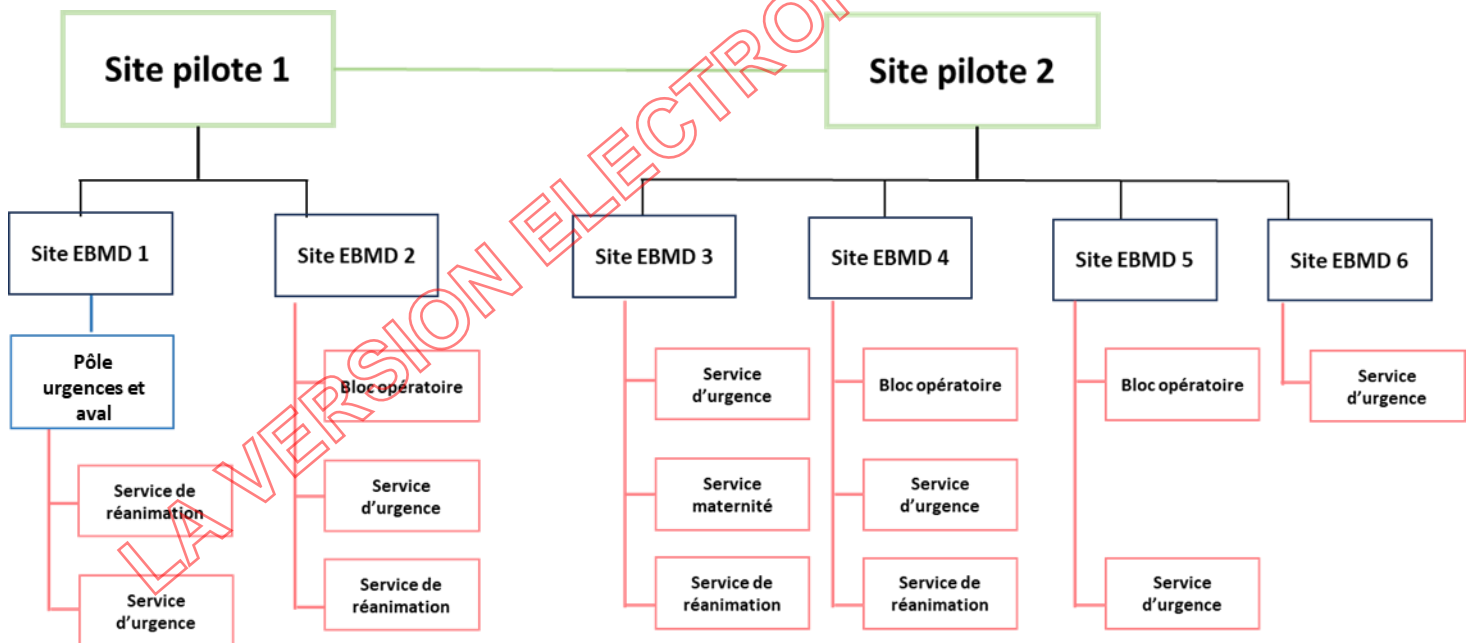 Site pilote 1
Site pilote 2
Site EBMD 1
Site EBMD 2
Site EBMD 3
Site EBMD 4
Site EBMD 5
Site EBMD 6
Pôle
urgences et
aval
Service de
réanimation
Service
d’urgence
Bloc opératoire
Service
d’urgence
Service de
réanimation
Service
d’urgence
Service
maternité
Service de
réanimation
Bloc opératoire
Service
d’urgence
Service de
réanimation
Bloc opératoire
Service
d’urgence
Service
d’urgence
LA VERSION ELECTRO